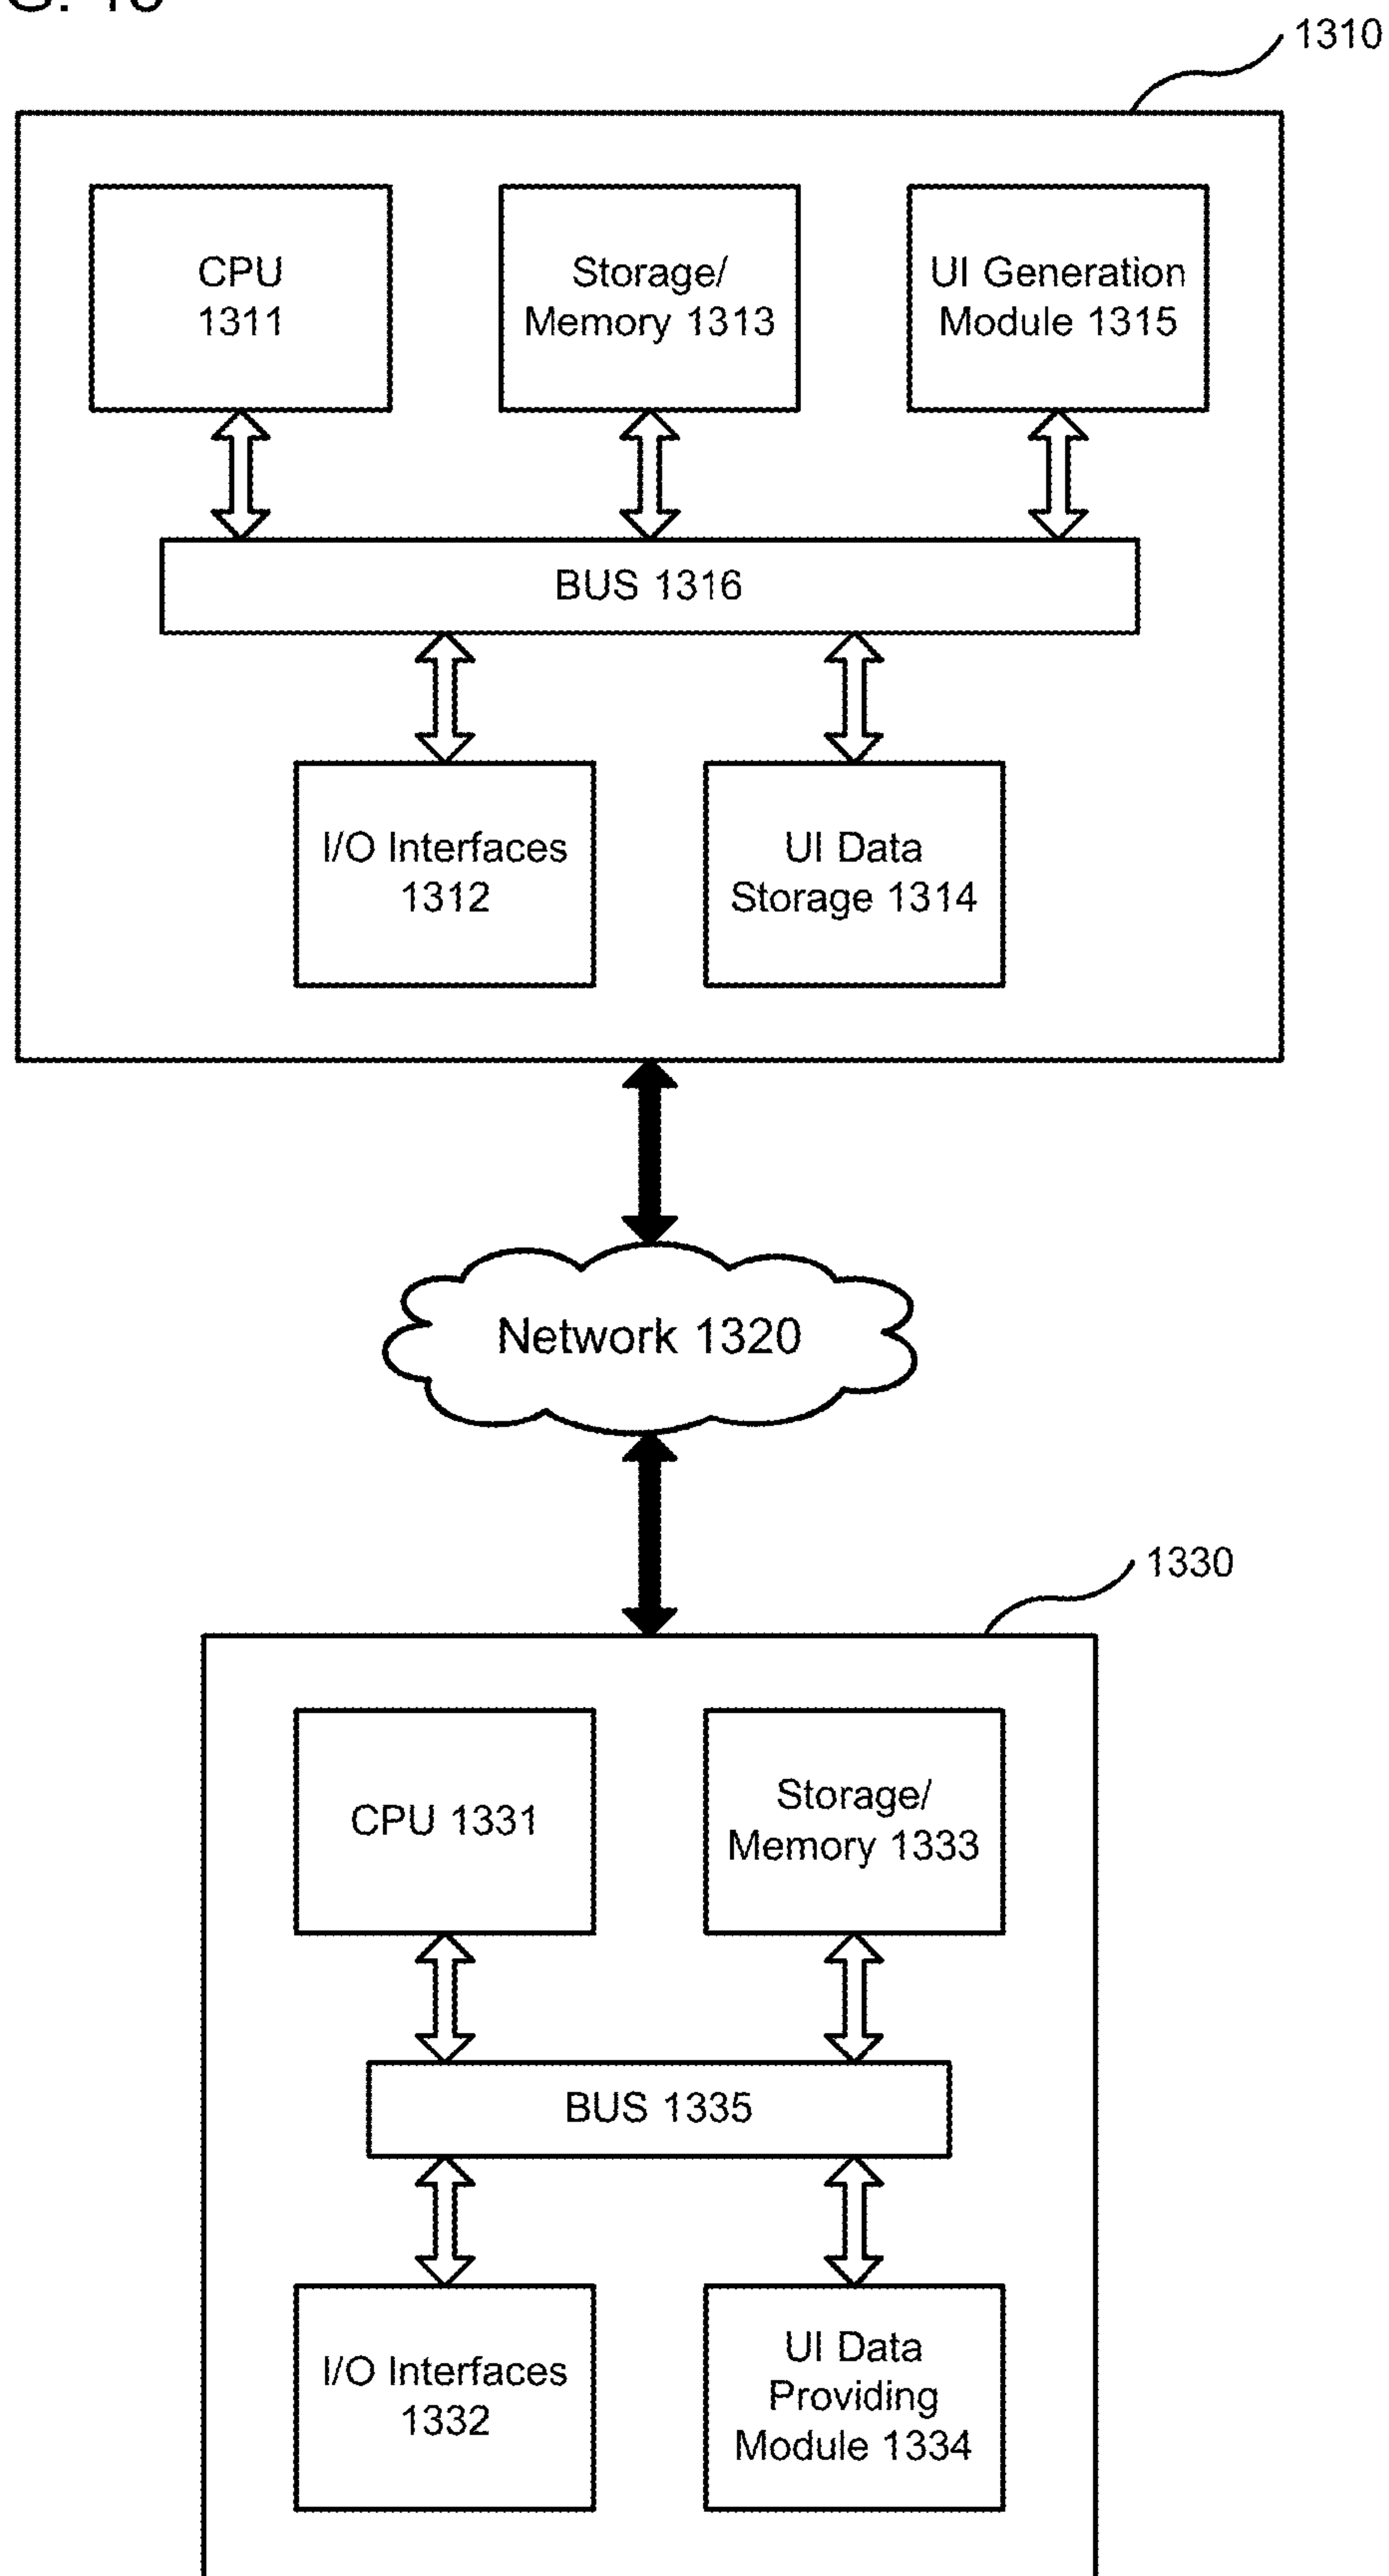 1310
CPU
1311
Storage/
Memory 1313
UI Generation
Module 1315
BUS 1316
I/O Interfaces
1312
UI Data
Storage 1314
Network 1320
1330
CPU 1331
Storage/
Memory 1333
BUS 1335
I/O Interfaces
1332
UI Data
Providing
Module 1334